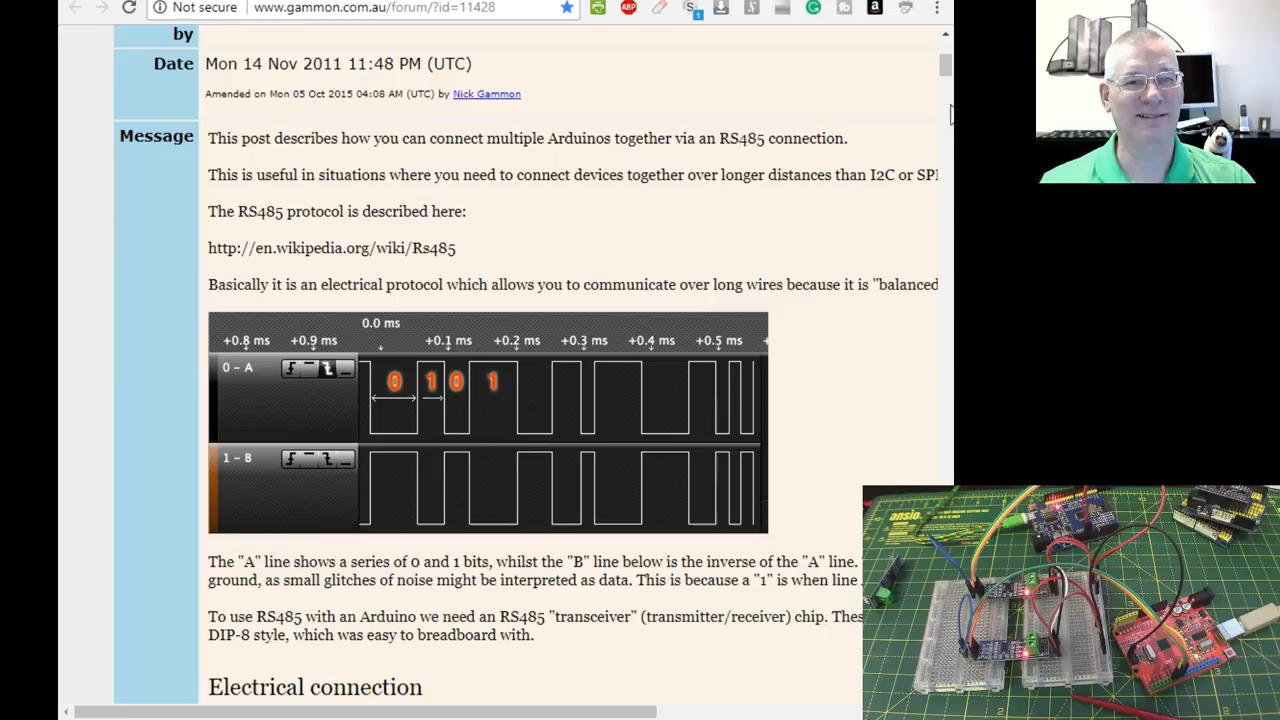 Not secure www.gammon.com.au/forum/?id=11428
by
Date Mon 14 Nov 2011 11:48 PM (UTC)
Amended on Mon 05 Oct 2015 04:08 AM (UTC) by Nick Gammon
Message This post describes how you can connect multiple Arduinos together via an RS485 connection.
This is useful in situations where you need to connect devices together over longer distances than I2C or SPI
The RS485 protocol is described here:
http://en.wikipedia.org/wiki/Rs485
Basically it is an electrical protocol which allows you to communicate over long wires because it is "balanced
0.0 ms
+0.8 ms +0.9 ms +0.1 ms +0.2 ms +0.3 ms +0.4 ms +0.5 ms
0 - A
0 1 0 1
1 - B
The "A" line shows a series of 0 and 1 bits, whilst the "B" line below is the inverse of the "A" line.
ground, as small glitches of noise might be interpreted as data. This is because a "1" is when line
To use RS485 with an Arduino we need an RS485 "transceiver" (transmitter/receiver) chip. These
DIP-8 style, which was easy to breadboard with.
Electrical connection